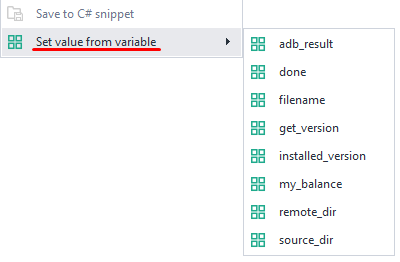 Save to C# snippet
Set value from variable
adb_result
done
filename
get_version
installed_version
my_balance
remote_dir
source_dir